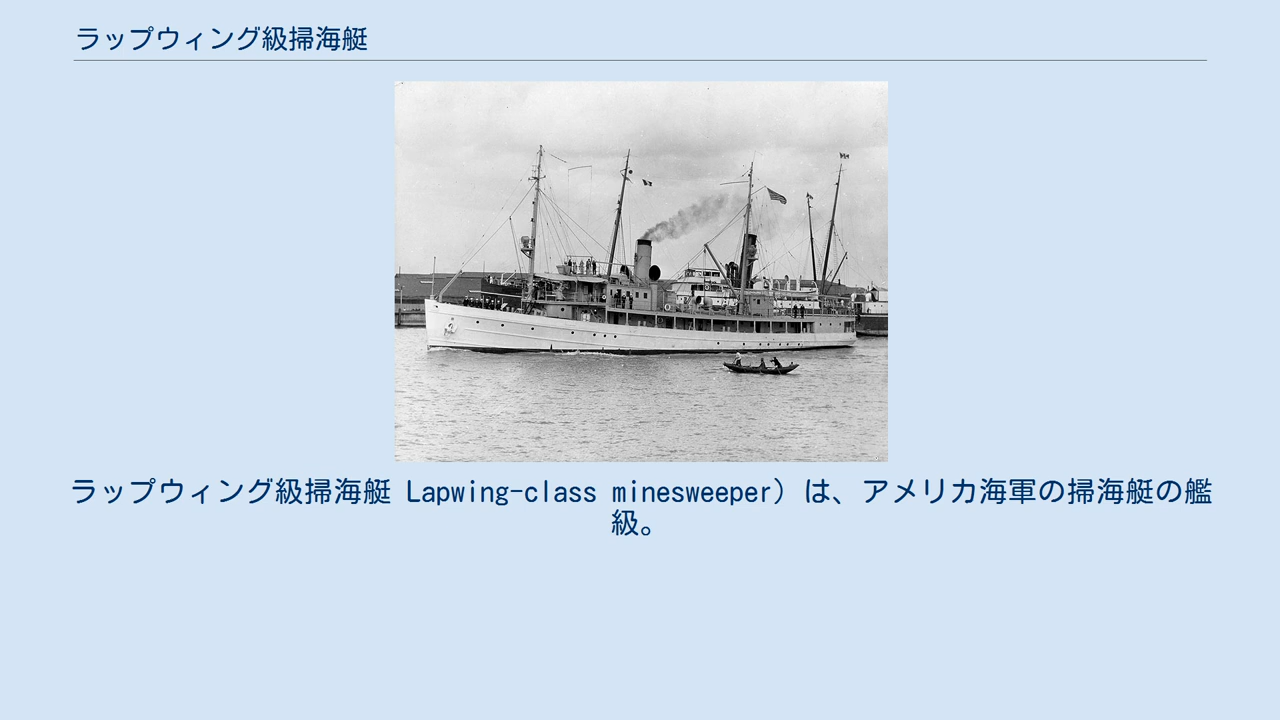 ラップウィング級掃海艇
ラップウィング級掃海艇 Lapwing-class minesweeper）は、アメリカ海軍の掃海艇の艦
級。